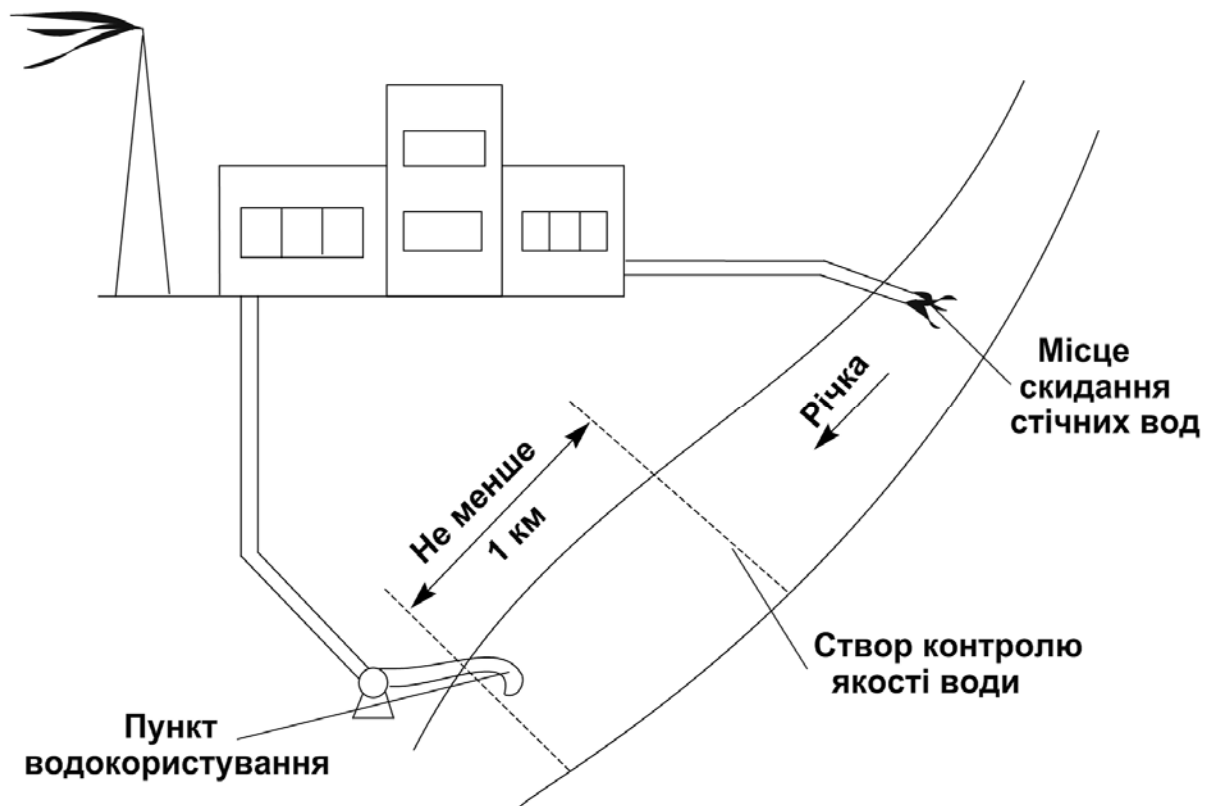 Місце
скидання
стічних вод
Річка
Не менше
1 км
Створ контролю
якості води
Пункт
водокористування